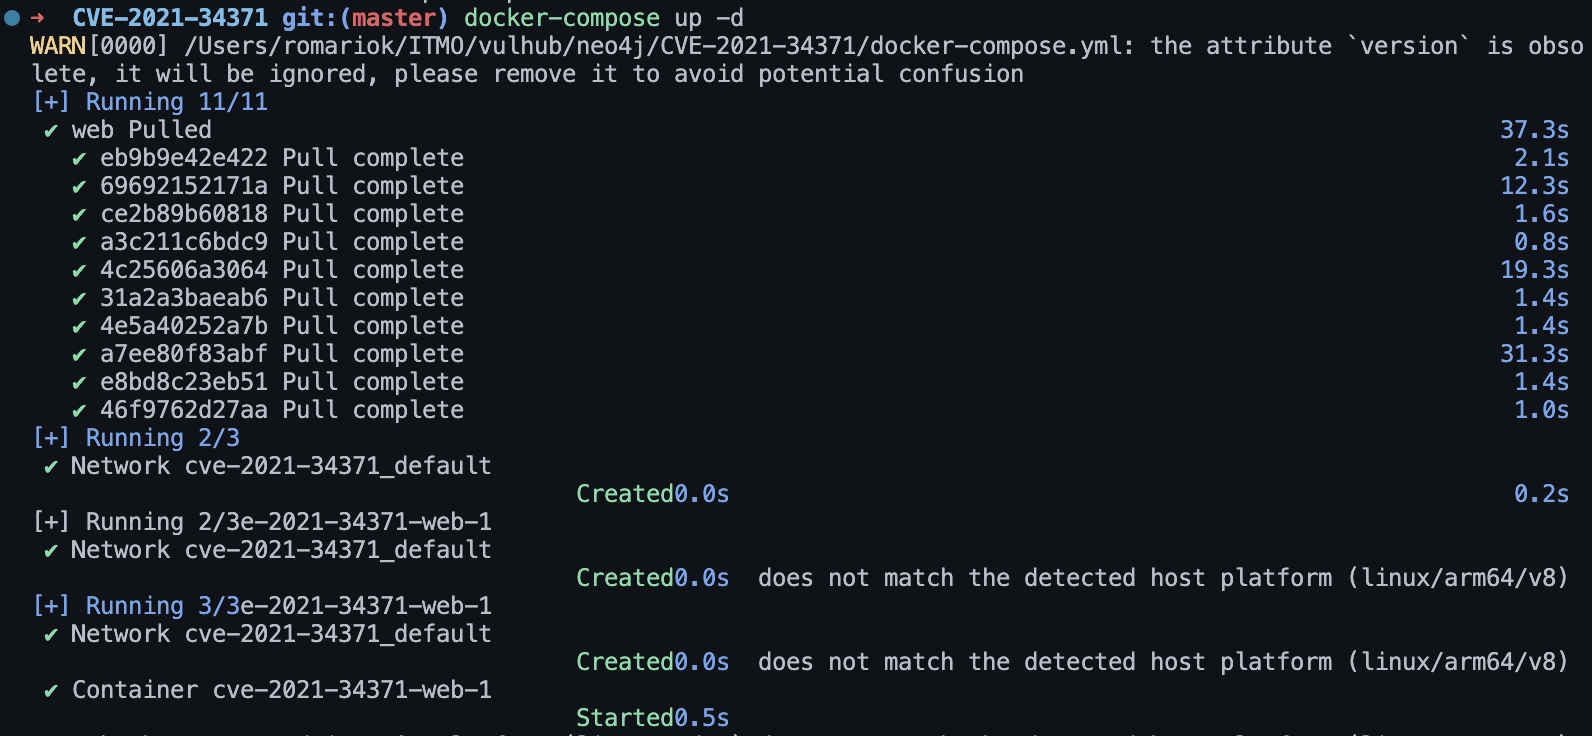 ➜ CVE-2021-34371 git:(master) docker-compose up -d
WARN[0000] /Users/romariok/ITMO/vulhub/neo4j/CVE-2021-34371/docker-compose.yml: the attribute `version` is obso
lete, it will be ignored, please remove it to avoid potential confusion
[+] Running 11/11
✔ web Pulled 37.3s
✔ eb9b9e42e422 Pull complete 2.1s
✔ 69692152171a Pull complete 12.3s
✔ ce2b89b60818 Pull complete 1.6s
✔ a3c211c6bdc9 Pull complete 0.8s
✔ 4c25606a3064 Pull complete 19.3s
✔ 31a2a3baeab6 Pull complete 1.4s
✔ 4e5a40252a7b Pull complete 1.4s
✔ a7ee80f83abf Pull complete 31.3s
✔ e8bd8c23eb51 Pull complete 1.4s
✔ 46f9762d27aa Pull complete 1.0s
[+] Running 2/3
✔ Network cve-2021-34371_default
Created0.0s 0.2s
[+] Running 2/3e-2021-34371-web-1
✔ Network cve-2021-34371_default
Created0.0s does not match the detected host platform (linux/arm64/v8)
[+] Running 3/3e-2021-34371-web-1
✔ Network cve-2021-34371_default
Created0.0s does not match the detected host platform (linux/arm64/v8)
✔ Container cve-2021-34371-web-1
Started0.5s